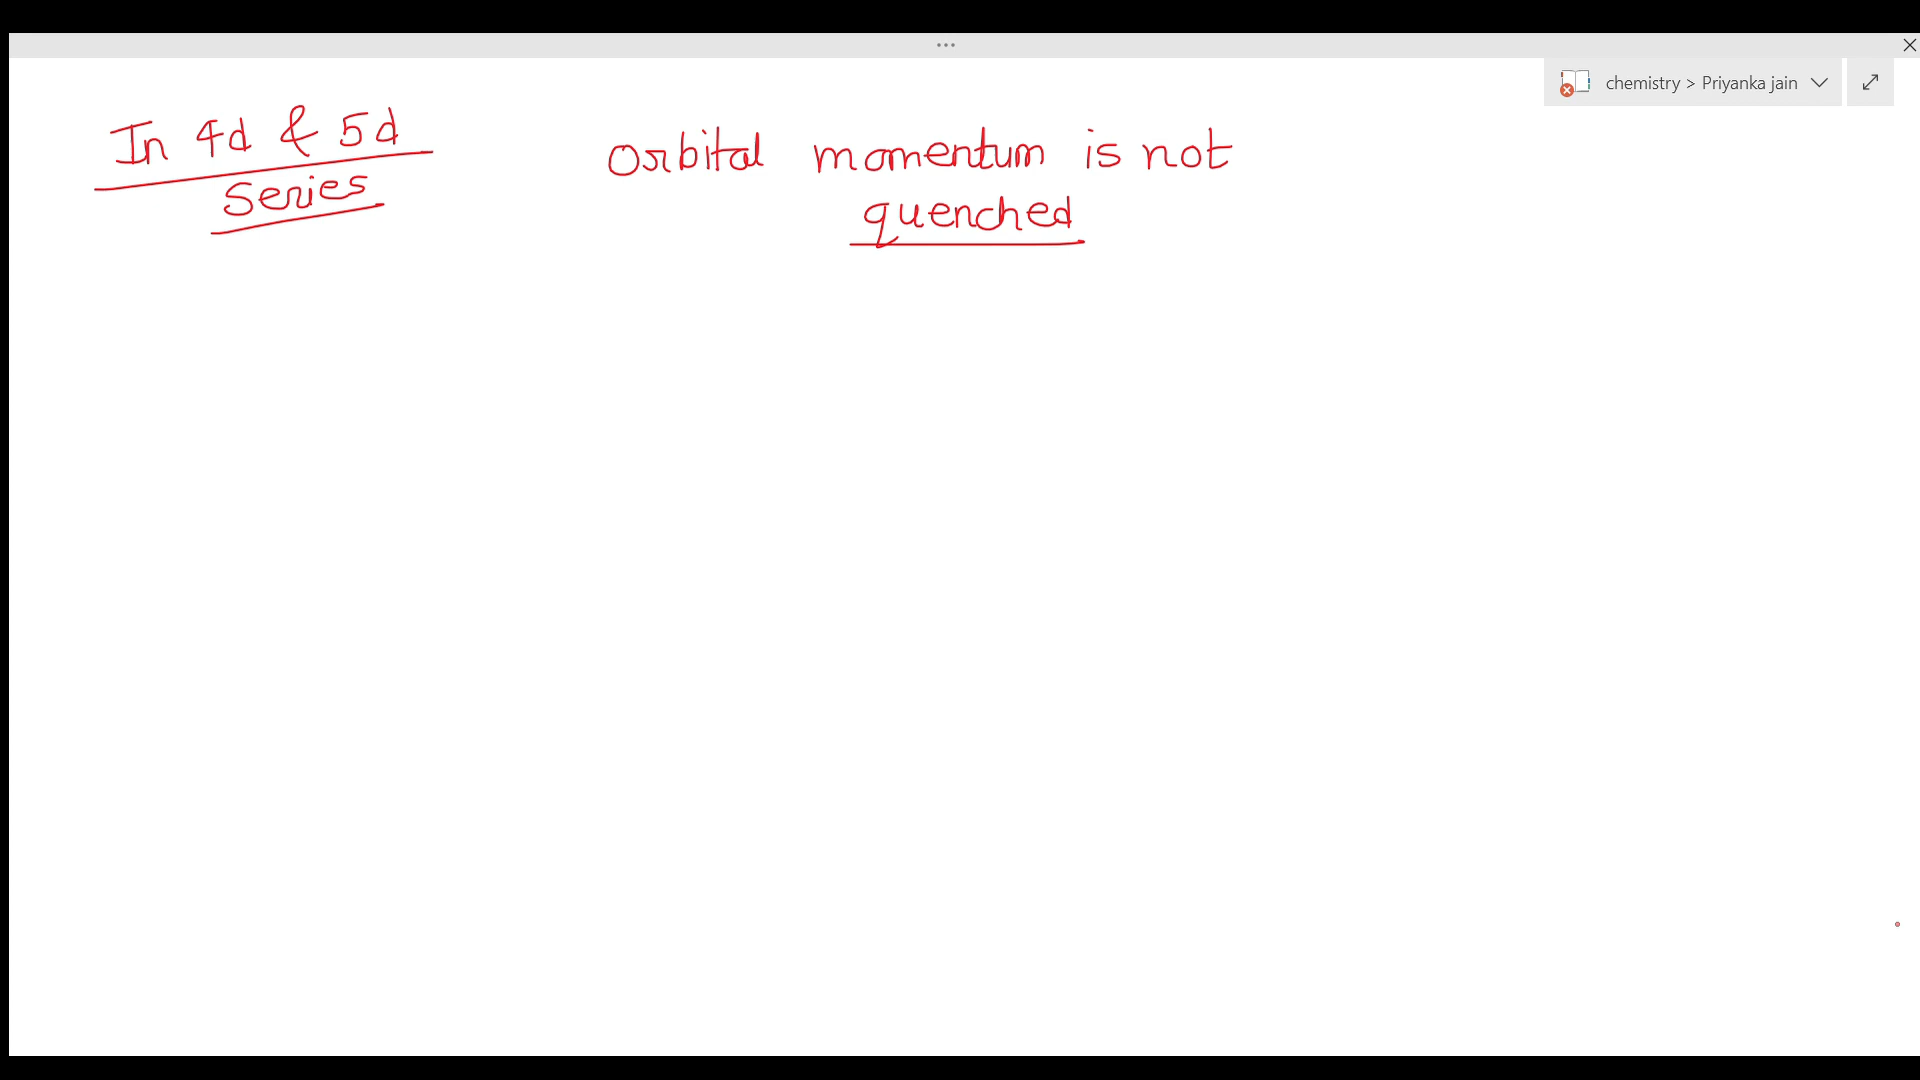 chemistry > Priyanka jain
In 4d & 5d
Series
orbital momentum is not
quenched